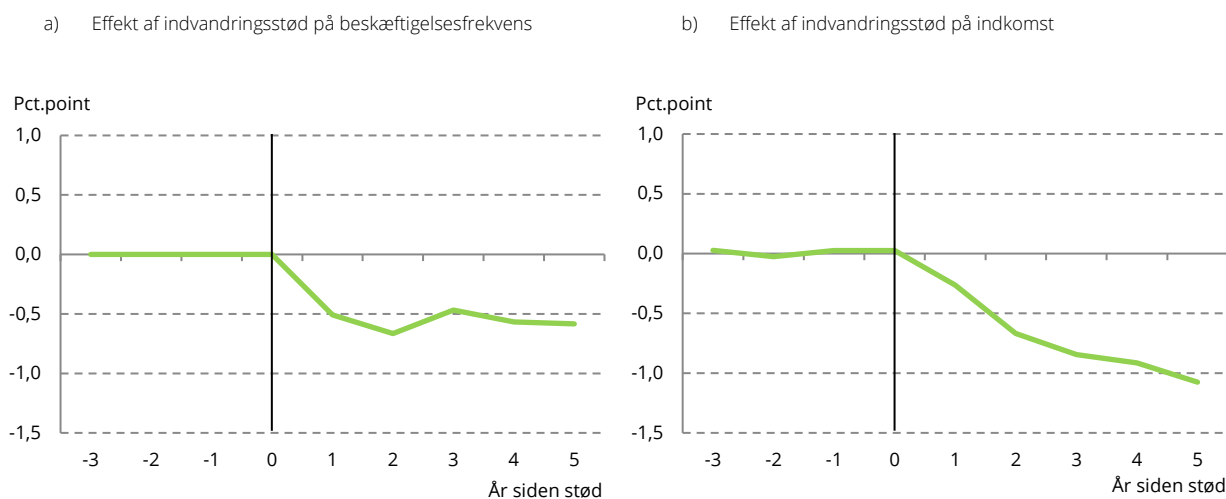 a) Effekt af indvandringsstød på beskæftigelsesfrekvens
Pct.point
1,0
0,5
0,0
-0,5
-1,0
-1,5
-3 -2 -1 0 1 2 3 4 5
År siden stød
b) Effekt af indvandringsstød på indkomst
Pct.point
1,0
0,5
0,0
-0,5
-1,0
-1,5
-3 -2 -1 0 1 2 3 4 5
År siden stød